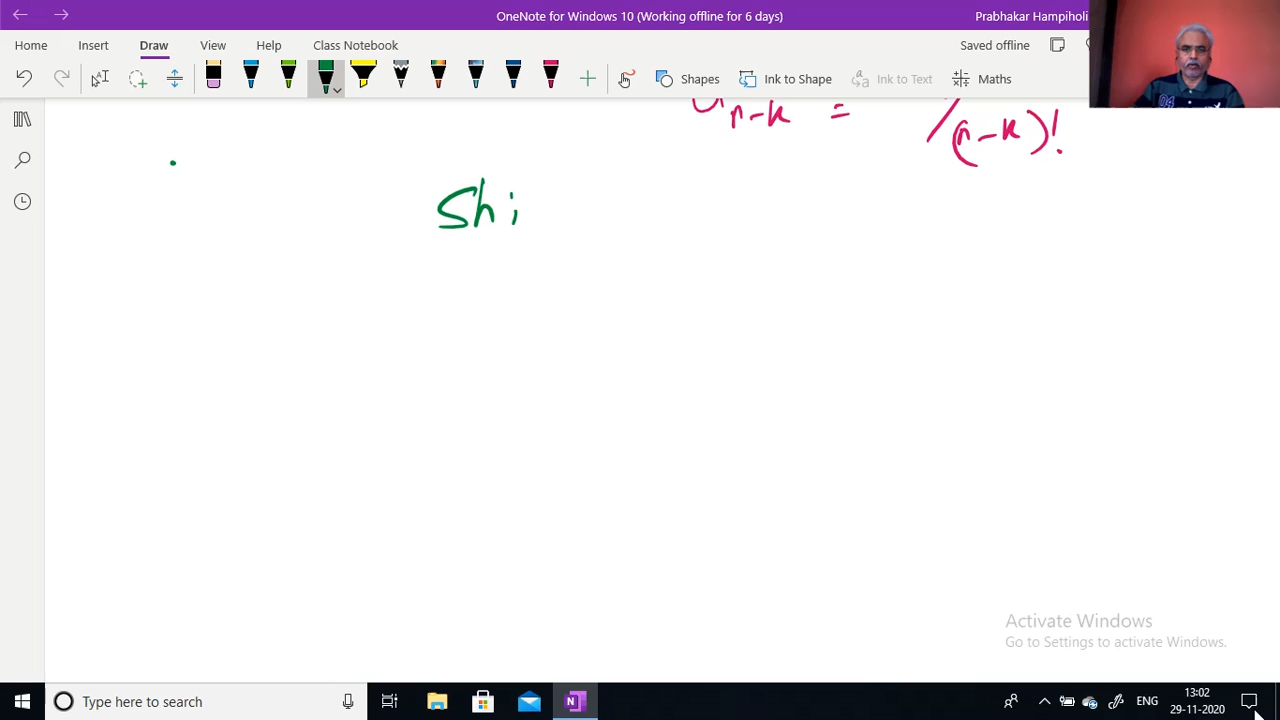 OneNote for Windows 10 (Working offline for 6 days)
Prabhakar Hampiholi
Home Insert Draw View Help Class Notebook
Saved offline
Shapes Ink to Shape Ink to Text Maths
n-k = /(n-k)!
Shi
Activate Windows
Go to Settings to activate Windows.
Type here to search
N
ENG
13:02
29-11-2020
04